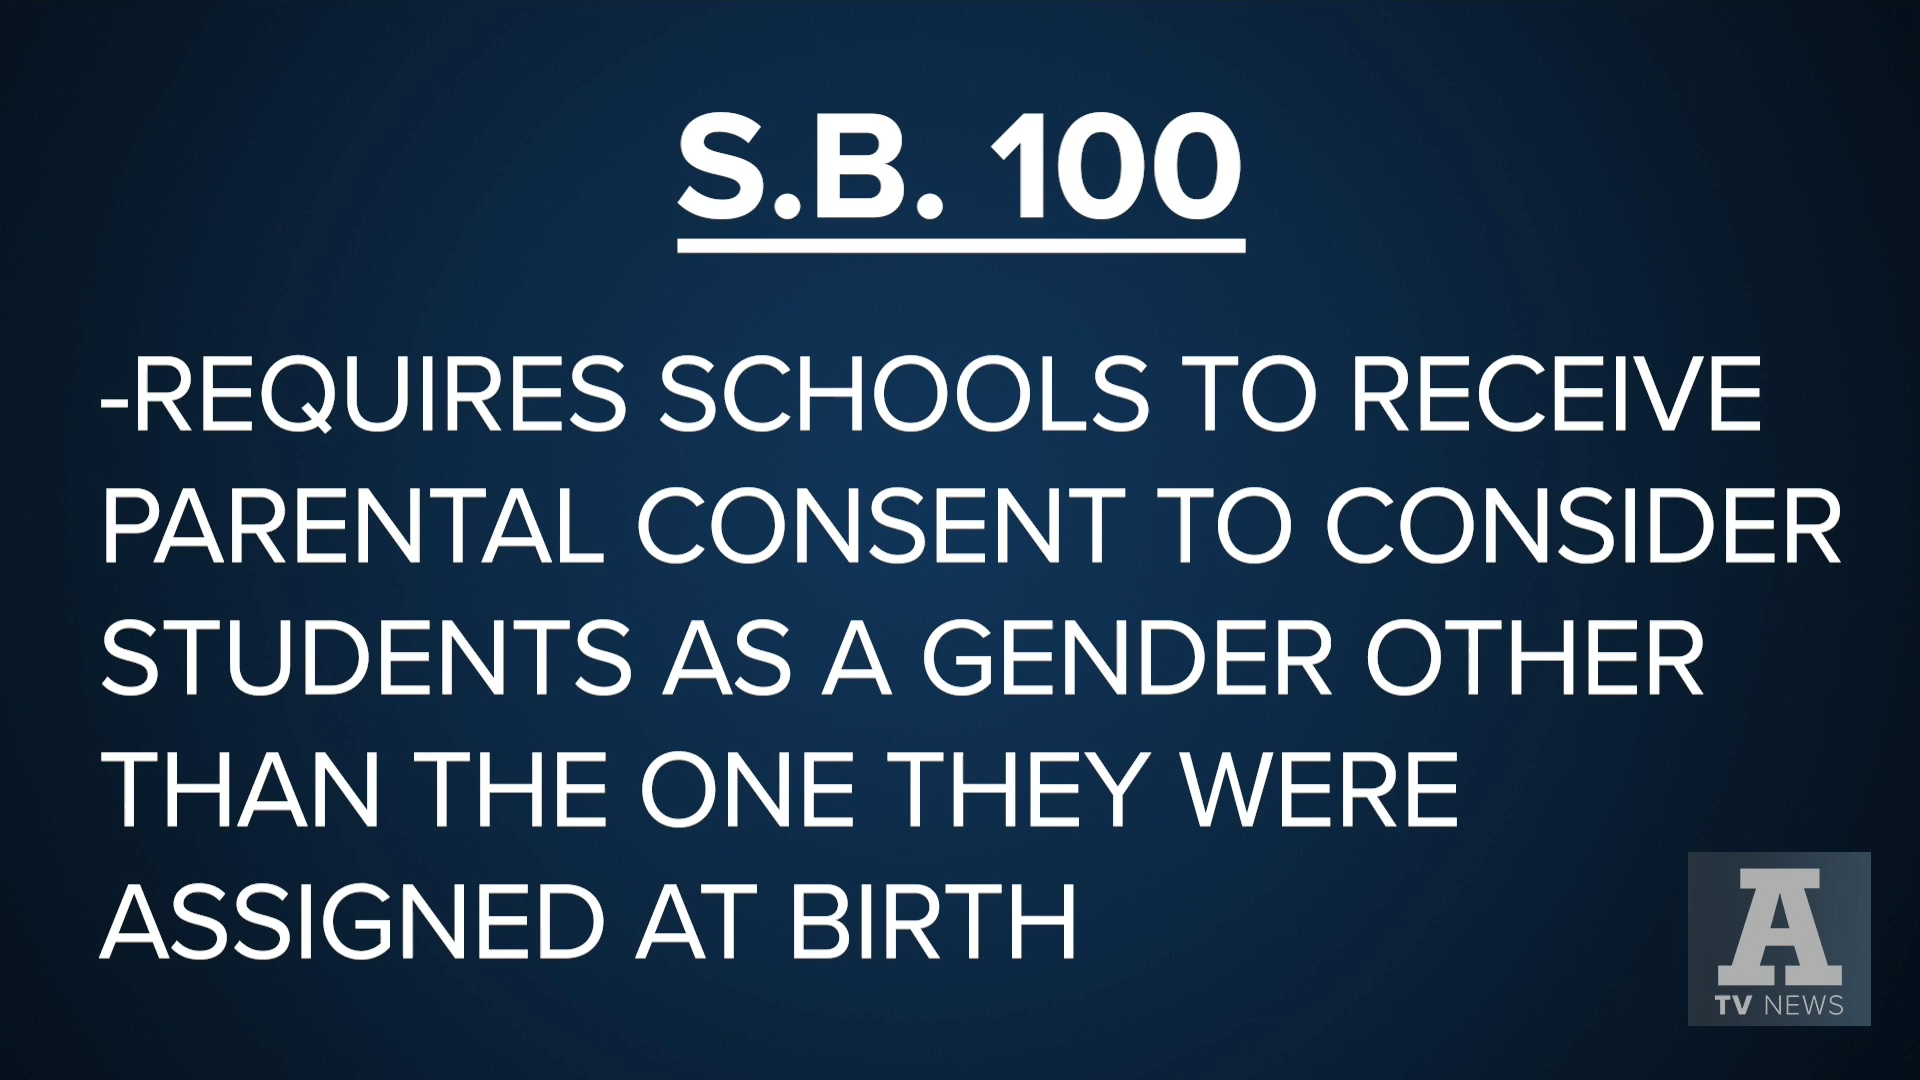 S.B. 100
-REQUIRES SCHOOLS TO RECEIVE
PARENTAL CONSENT TO CONSIDER
STUDENTS AS A GENDER OTHER
THAN THE ONE THEY WERE
ASSIGNED AT BIRTH
A
TV NEWS